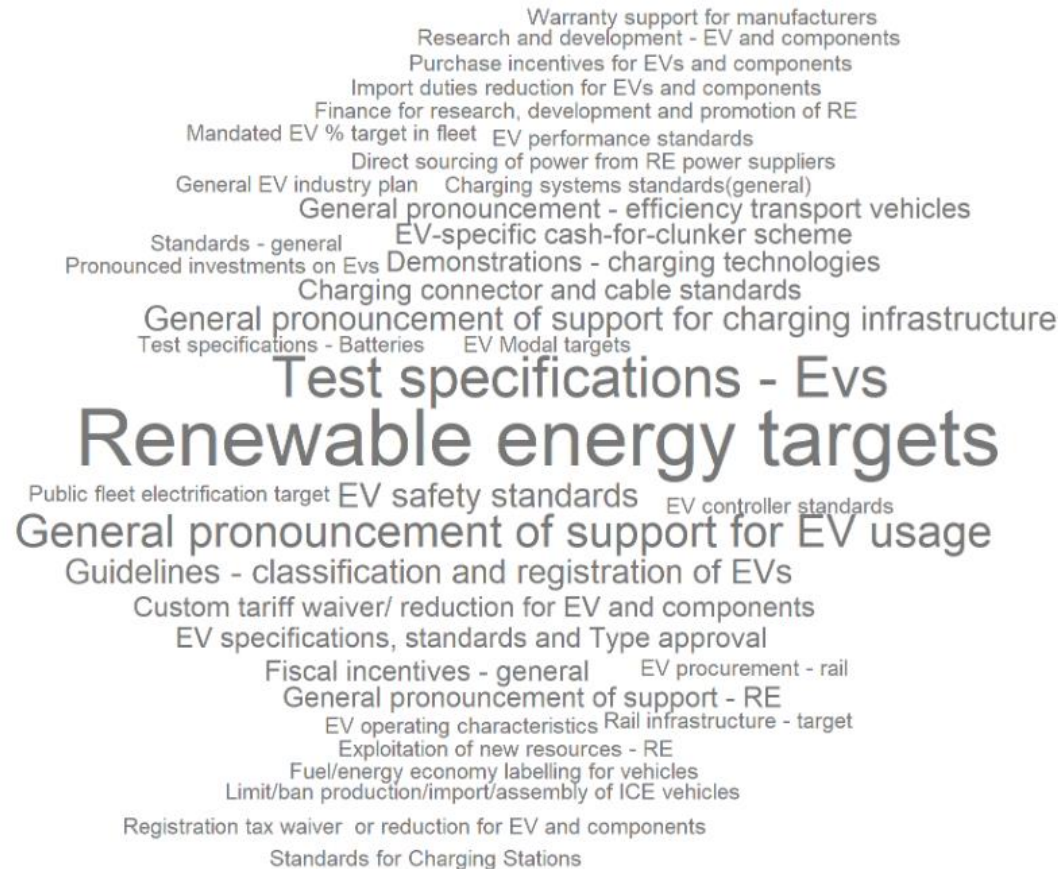 Warranty support for manufacturers
Research and development - EV and components
Purchase incentives for EVs and components
Import duties reduction for EVs and components
Finance for research, development and promotion of RE
Mandated EV % target in fleet EV performance standards
Direct sourcing of power from RE power suppliers
General EV industry plan Charging systems standards(general)
General pronouncement - efficiency transport vehicles
Standards - general EV-specific cash-for-clunker scheme
Pronounced investments on Evs Demonstrations - charging technologies
Charging connector and cable standards
General pronouncement of support for charging infrastructure
Test specifications - Batteries EV Modal targets
Test specifications - Evs
Renewable energy targets
Public fleet electrification target EV safety standards EV controller standards
General pronouncement of support for EV usage
Guidelines - classification and registration of EVs
Custom tariff waiver/ reduction for EV and components
EV specifications, standards and Type approval
Fiscal incentives - general EV procurement - rail
General pronouncement of support - RE
EV operating characteristics Rail infrastructure - target
Exploitation of new resources - RE
Fuel/energy economy labelling for vehicles
Limit/ban production/import/assembly of ICE vehicles
Registration tax waiver or reduction for EV and components
Standards for Charging Stations